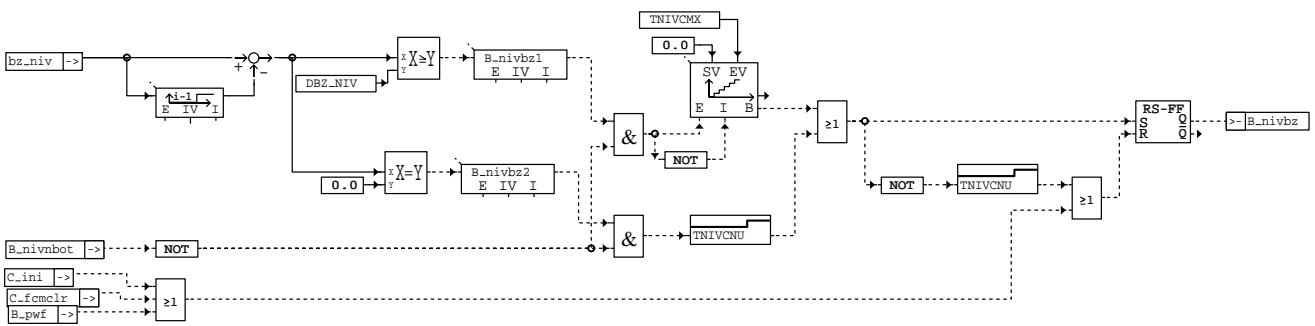 TNIVCMX
0.0
bz_niv ->
+
−
X
Y
X≥Y
B_nivbz1
E IV I
SV EV
E I B
DBZ_NIV
i-1
E IV I
&
≥1
RS-FF
S Q
R Q̅
>- B_nivbz
NOT
X
Y
X=Y
0.0
B_nivbz2
E IV I
NOT
TNIVCNU
≥1
&
TNIVCNU
B_nivnbot ->
NOT
C_ini ->
C_fcmclr ->
B_pwf ->
≥1